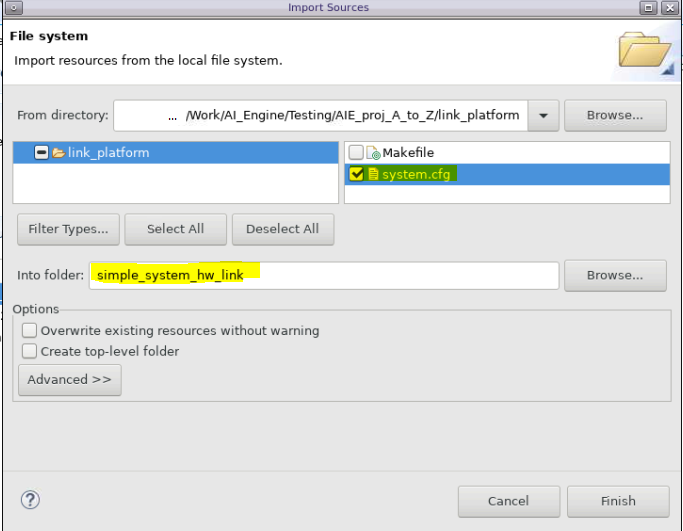 Import Sources
File system
Import resources from the local file system.
From directory: ... /Work/AI_Engine/Testing/AIE_proj_A_to_Z/link_platform Browse...
link_platform Makefile
system.cfg
Filter Types... Select All Deselect All
Into folder: simple_system_hw_link Browse...
Options
Overwrite existing resources without warning
Create top-level folder
Advanced >>
? Cancel Finish